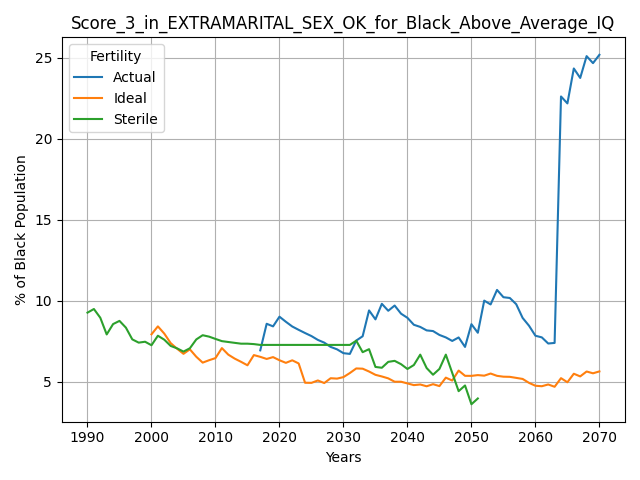 Score_3_in_EXTRAMARITAL_SEX_OK_for_Black_Above_Average_IQ
Fertility
Actual
Ideal
Sterile
% of Black Population
25
20
15
10
5
1990 2000 2010 2020 2030 2040 2050 2060 2070
Years